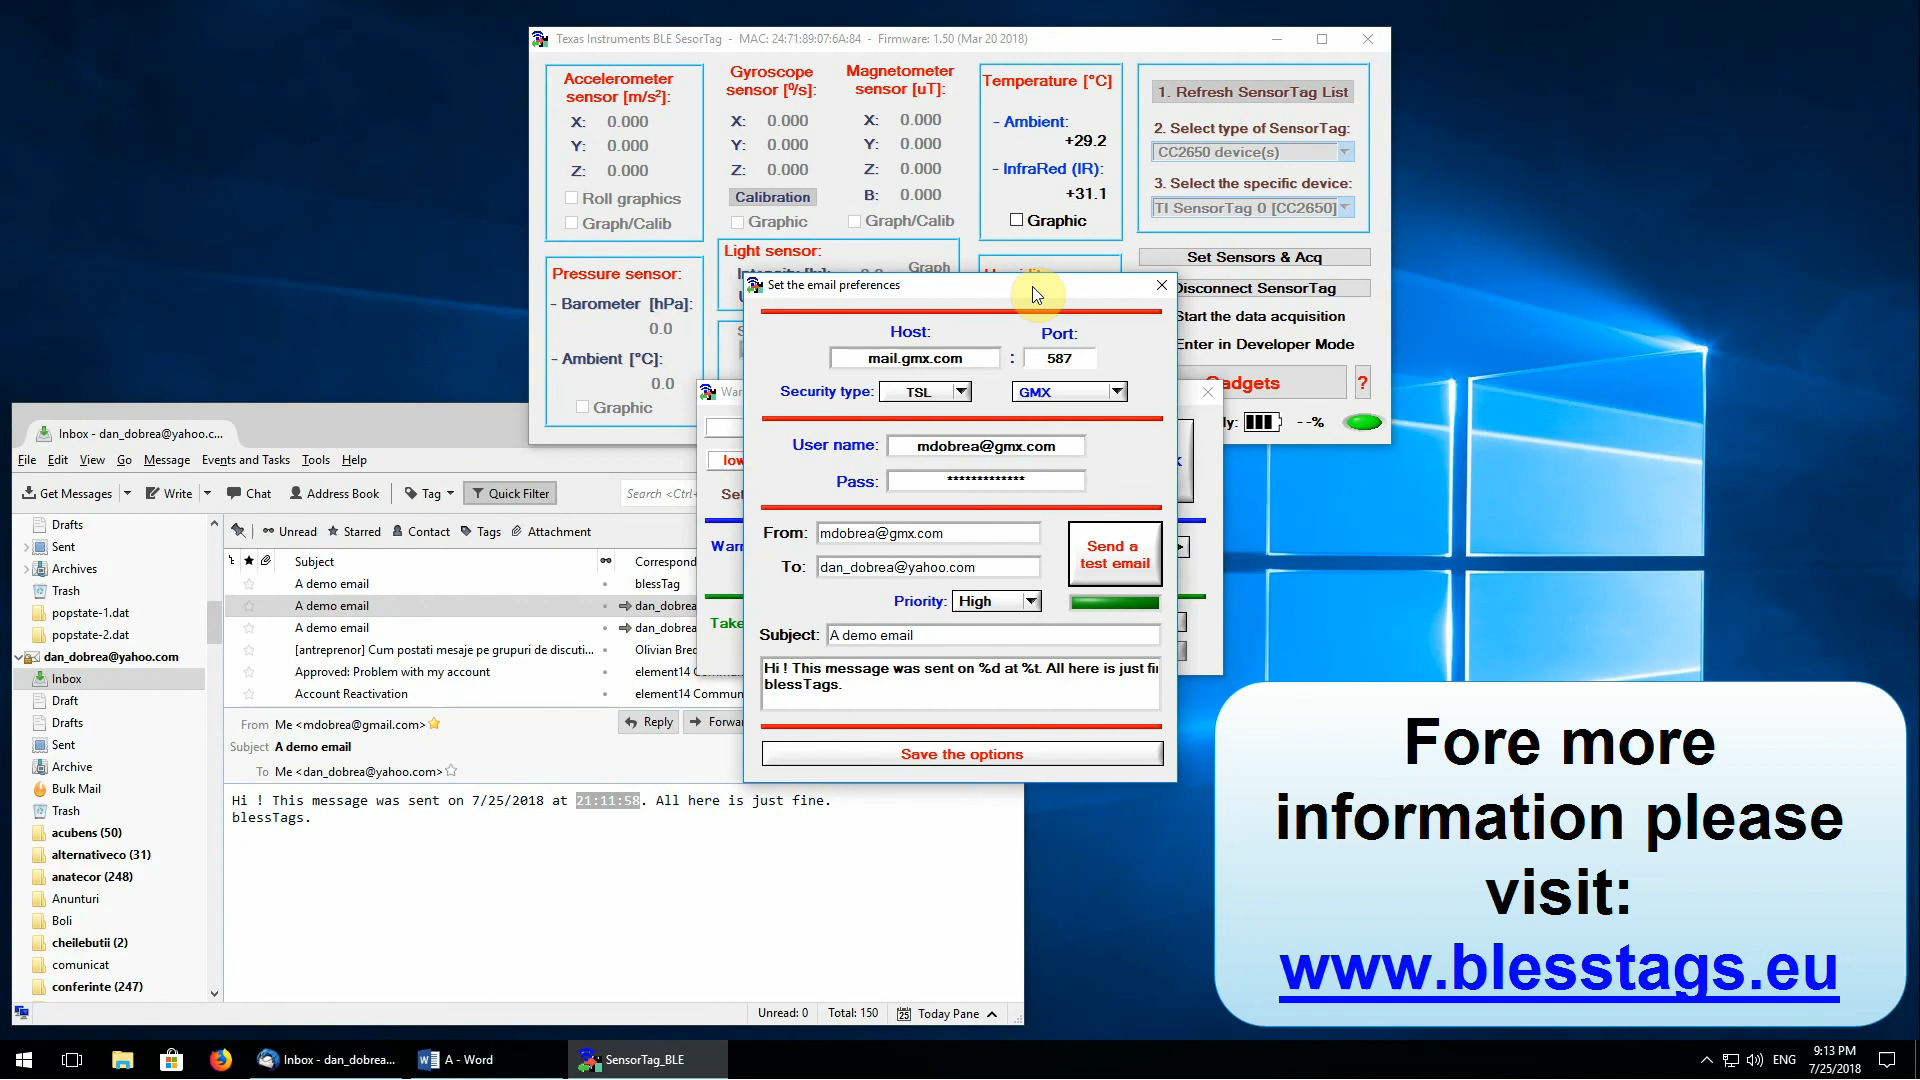 Texas Instruments BLE SesorTag - MAC: 24:71:89:07:6A:84 - Firmware: 1.50 (Mar 20 2018)
Accelerometer
sensor [m/s²]:
X: 0.000
Y: 0.000
Z: 0.000
Roll graphics
Graph/Calib
Gyroscope
sensor [⁰/s]:
X: 0.000
Y: 0.000
Z: 0.000
Calibration
Graphic
Magnetometer
sensor [uT]:
X: 0.000
Y: 0.000
Z: 0.000
B: 0.000
Graph/Calib
Temperature [°C]
- Ambient:
+29.2
- InfraRed (IR):
+31.1
Graphic
1. Refresh SensorTag List
2. Select type of SensorTag:
CC2650 device(s)
3. Select the specific device:
TI SensorTag 0 [CC2650]
Set Sensors & Acq
Disconnect SensorTag
Start the data acquisition
Enter in Developer Mode
Gadgets
?
--%
Pressure sensor:
- Barometer [hPa]:
0.0
- Ambient [°C]:
0.0
Graphic
Light sensor:
Graph
Set the email preferences
Host:
Port:
mail.gmx.com : 587
Security type: TSL
GMX
User name: mdobrea@gmx.com
Pass: *************
From: mdobrea@gmx.com
To: dan_dobrea@yahoo.com
Send a
test email
Priority: High
Subject: A demo email
Hi ! This message was sent on %d at %t. All here is just fi
blessTags.
Save the options
War
low
Set
Warr
Take
Inbox - dan_dobrea@yahoo.c...
File Edit View Go Message Events and Tasks Tools Help
Get Messages Write Chat Address Book Tag Quick Filter Search <Ctrl+
Unread Starred Contact Tags Attachment
Subject Correspon
A demo email blessTag
A demo email dan_dobrea
A demo email dan_dobrea
[antreprenor] Cum postati mesaje pe grupuri de discuti... Olivian Bred
Approved: Problem with my account element14 Commun
Account Reactivation element14 Commun
Drafts
Sent
Archives
Trash
popstate-1.dat
popstate-2.dat
dan_dobrea@yahoo.com
Inbox
Draft
Drafts
Sent
Archive
Bulk Mail
Trash
acubens (50)
alternativeco (31)
anatecor (248)
Anunturi
Boli
cheilebutii (2)
comunicat
conferinte (247)
From Me <mdobrea@gmail.com>
Reply
Forwa
Subject A demo email
To Me <dan_dobrea@yahoo.com>
Hi ! This message was sent on 7/25/2018 at 21:11:58. All here is just fine.
blessTags.
Unread: 0 Total: 150 25 Today Pane
Fore more
information please
visit:
www.blesstags.eu
Inbox - dan_dobrea...
A - Word
SensorTag_BLE
ENG
9:13 PM
7/25/2018